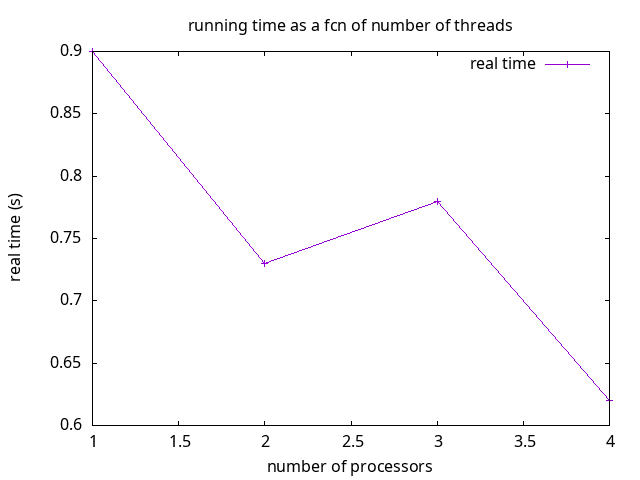 running time as a fcn of number of threads
real time
0.9
0.85
0.8
0.75
0.7
0.65
0.6
real time (s)
1 1.5 2 2.5 3 3.5 4
number of processors